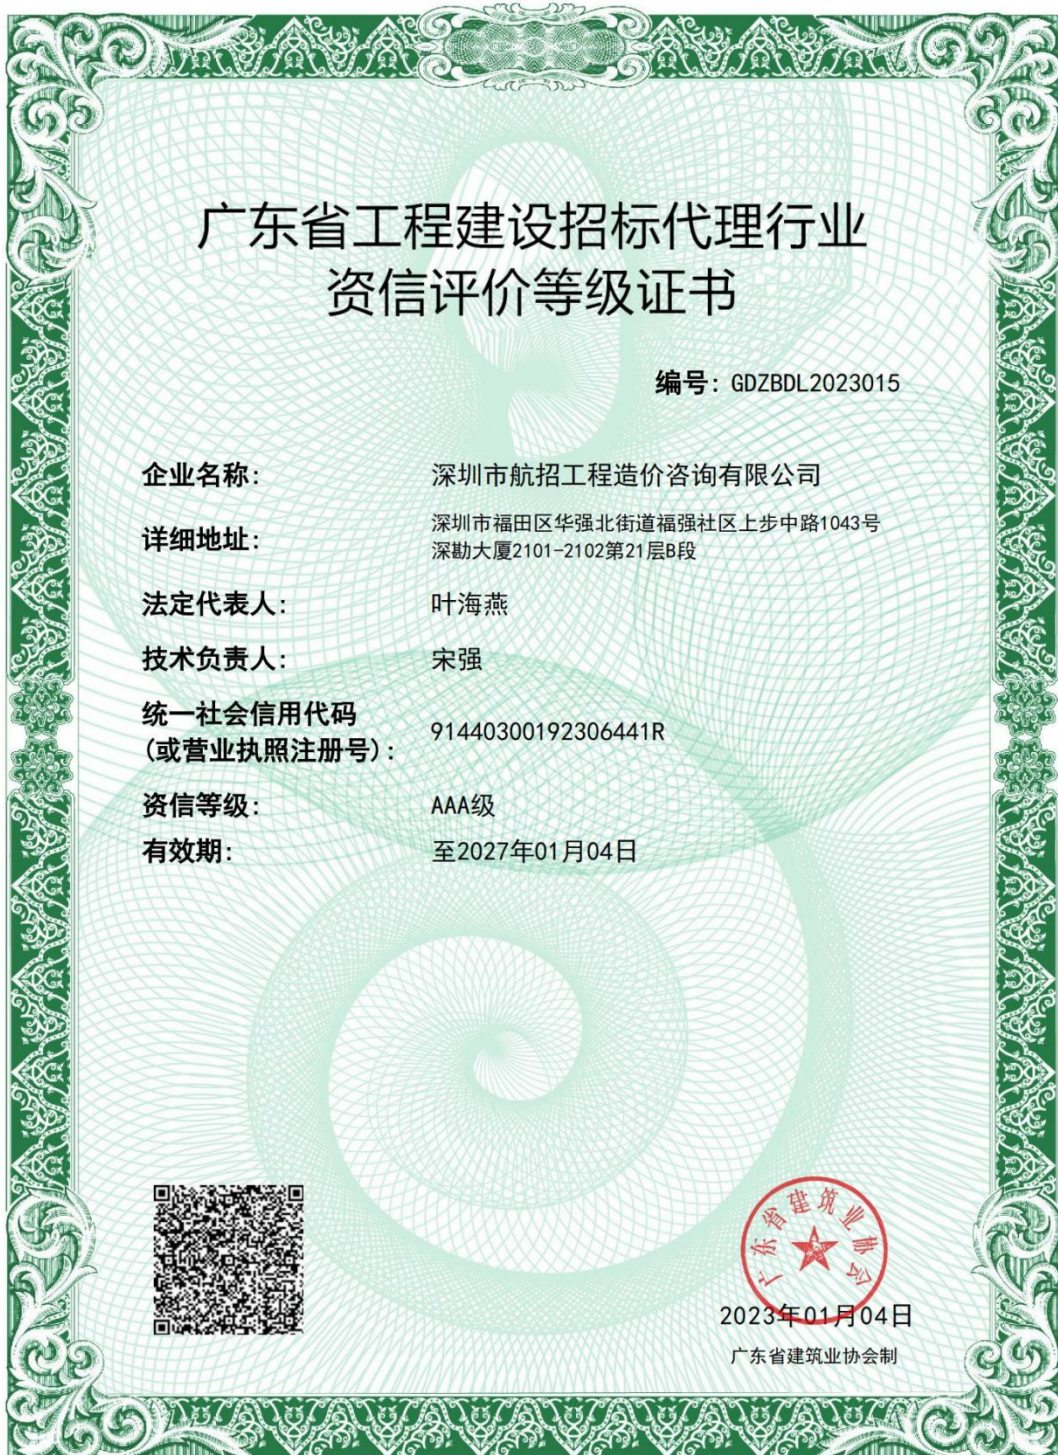 广东省工程建设招标代理行业
资信评价等级证书
编号: GDZBDL2023015
企业名称: 深圳市航招工程造价咨询有限公司
详细地址: 深圳市福田区华强北街道福强社区上步中路1043号
深勘大厦2101-2102第21层B段
法定代表人: 叶海燕
技术负责人: 宋强
统一社会信用代码
(或营业执照注册号): 91440300192306441R
资信等级: AAA级
有效期: 至2027年01月04日
广东省建筑业协会
2023年01月04日
广东省建筑业协会制